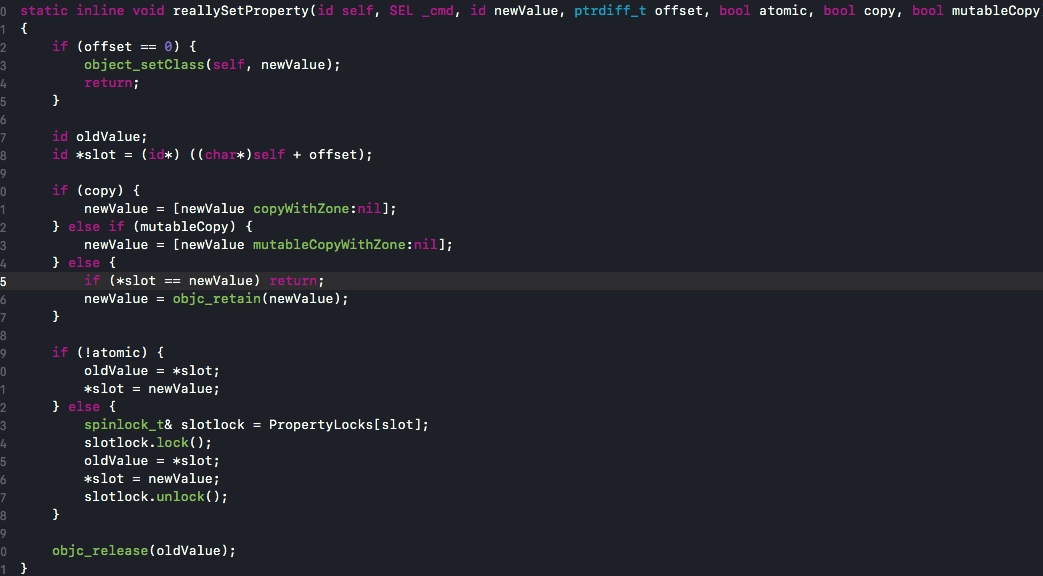 0 static inline void reallySetProperty(id self, SEL _cmd, id newValue, ptrdiff_t offset, bool atomic, bool copy, bool mutableCopy
1 {
2     if (offset == 0) {
3         object_setClass(self, newValue);
4         return;
5     }
6
7     id oldValue;
8     id *slot = (id*) ((char*)self + offset);
9
0     if (copy) {
1         newValue = [newValue copyWithZone:nil];
2     } else if (mutableCopy) {
3         newValue = [newValue mutableCopyWithZone:nil];
4     } else {
5         if (*slot == newValue) return;
6         newValue = objc_retain(newValue);
7     }
8
9     if (!atomic) {
0         oldValue = *slot;
1         *slot = newValue;
2     } else {
3         spinlock_t& slotlock = PropertyLocks[slot];
4         slotlock.lock();
5         oldValue = *slot;
6         *slot = newValue;
7         slotlock.unlock();
8     }
9
0     objc_release(oldValue);
1 }